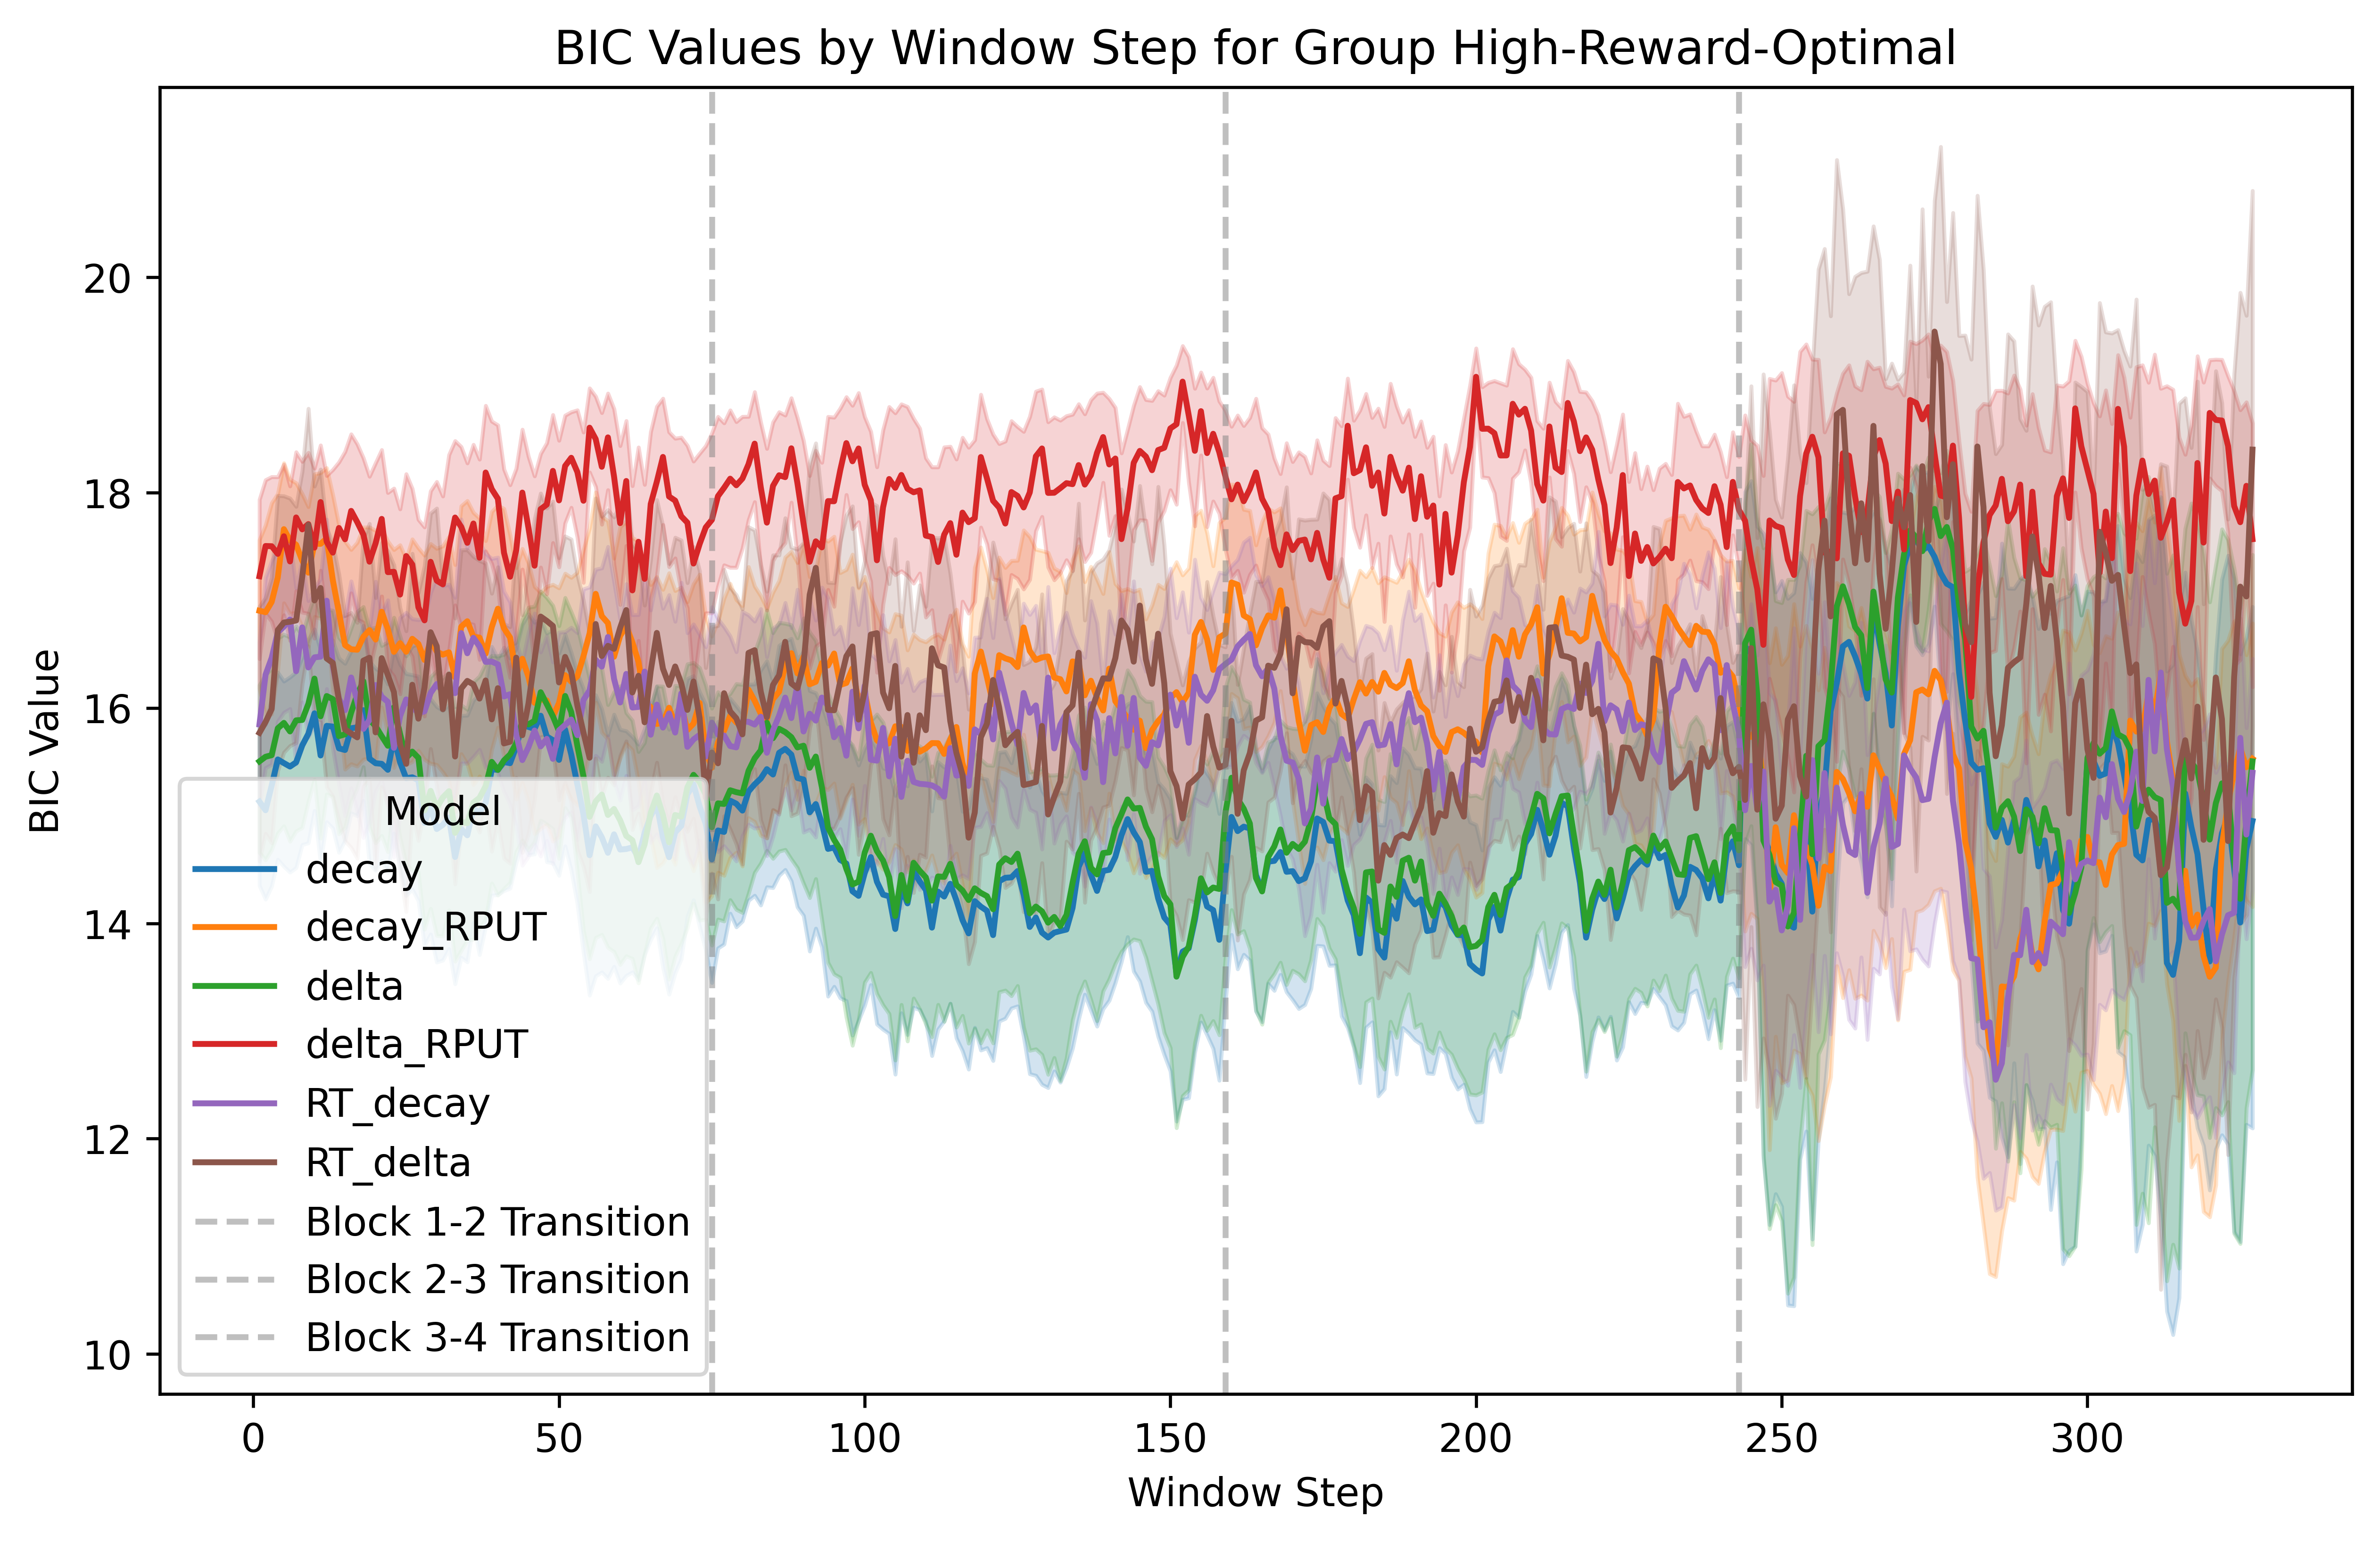 BIC Values by Window Step for Group High-Reward-Optimal
BIC Value
20
18
16
14
12
10
Model
decay
decay_RPUT
delta
delta_RPUT
RT_decay
RT_delta
Block 1-2 Transition
Block 2-3 Transition
Block 3-4 Transition
0
50
100
150
200
250
300
Window Step